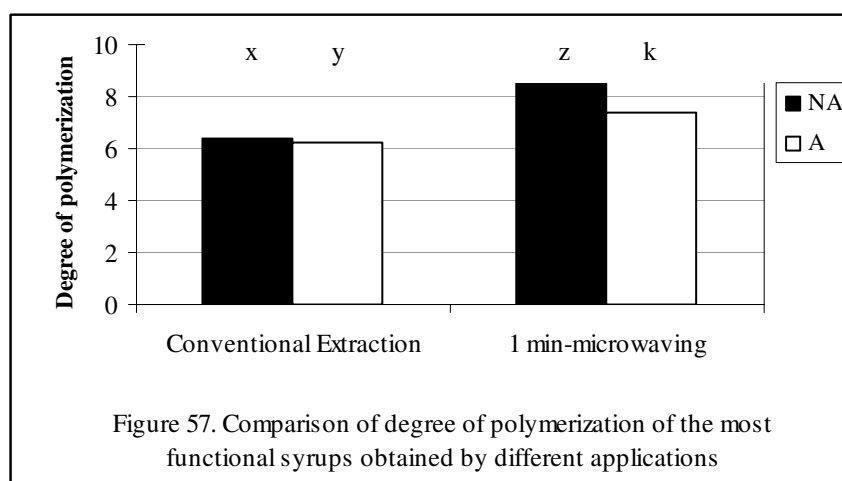 10
8
6
4
2
0
Degree of polymerization
x y z k
NA
A
Conventional Extraction 1 min-microwaving
Figure 57. Comparison of degree of polymerization of the most
functional syrups obtained by different applications